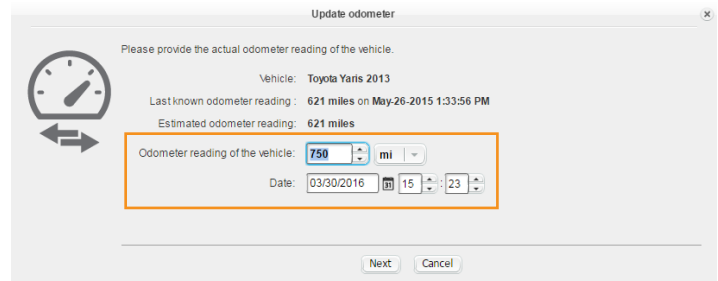 Update odometer
Please provide the actual odometer reading of the vehicle.
Vehicle: Toyota Yaris 2013
Last known odometer reading : 621 miles on May-26-2015 1:33:56 PM
Estimated odometer reading: 621 miles
Odometer reading of the vehicle: 750 mi
Date: 03/30/2016 31 15 : 23
Next Cancel